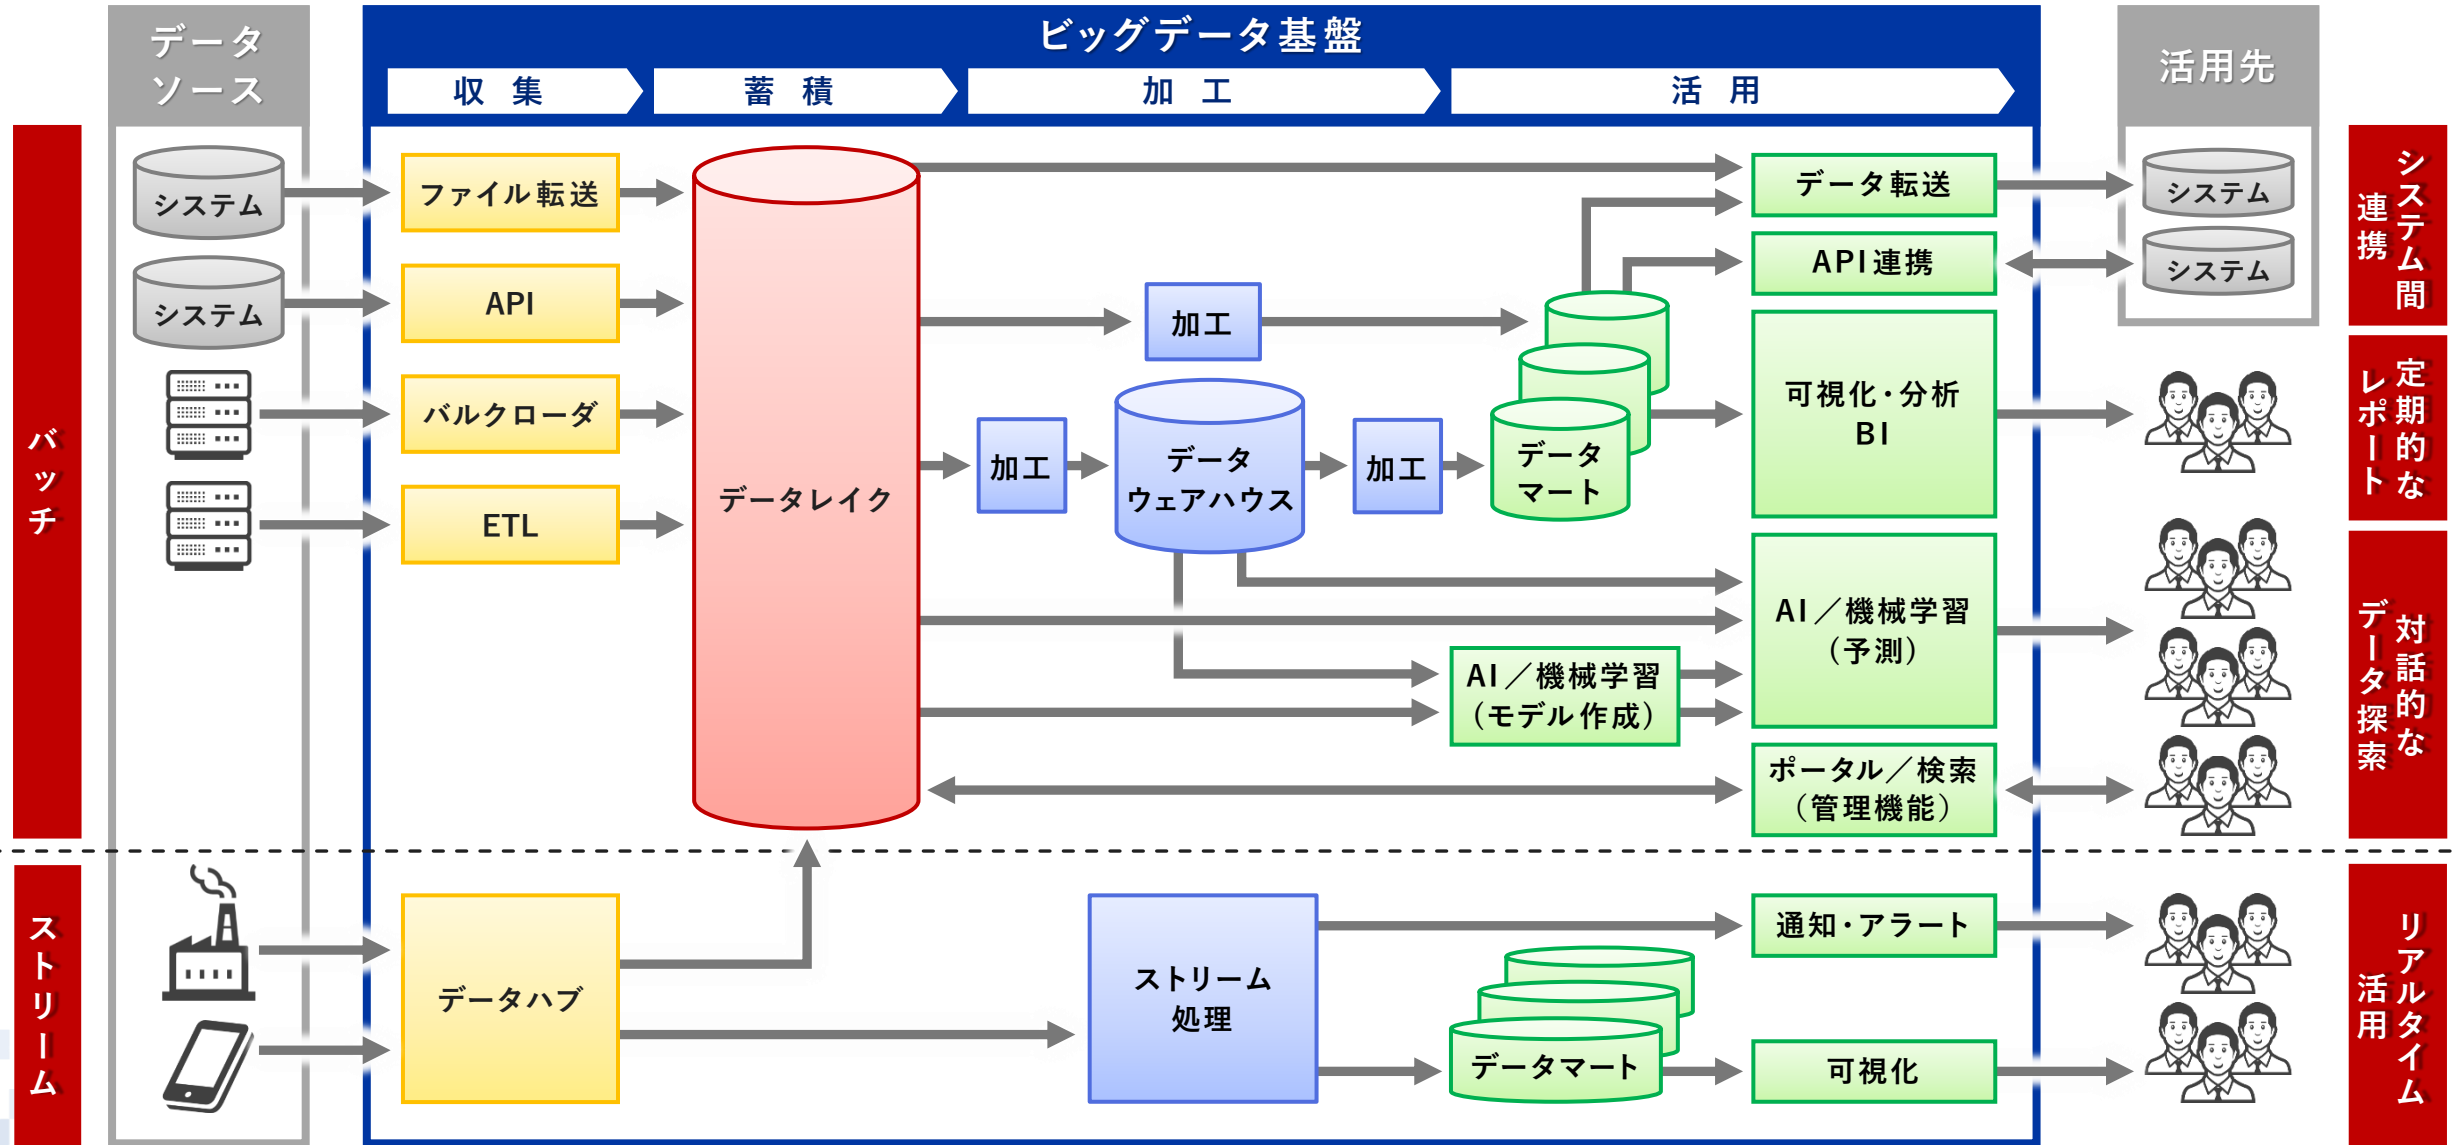 データ
ソース
ビッグデータ基盤
活用先
収 集
蓄 積
加 工
活 用
バッチ
システム
システム
ファイル転送
API
バルクローダ
ETL
データレイク
加工
加工
データ
ウェアハウス
加工
データ
マート
データ転送
API連携
可視化・分析
BI
AI／機械学習
（予測）
AI／機械学習
（モデル作成）
ポータル／検索
（管理機能）
システム
システム
システム間
連携
定期的な
レポート
対話的な
データ探索
ストリーム
データハブ
ストリーム
処理
通知・アラート
データマート
可視化
リアルタイム
活用